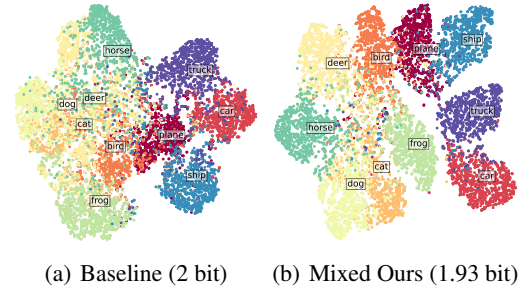 horse
truck
deer
dog
car
cat
plane
bird
ship
frog
ship
plane
bird
deer
truck
horse
frog
cat
car
dog
(a) Baseline (2 bit)
(b) Mixed Ours (1.93 bit)